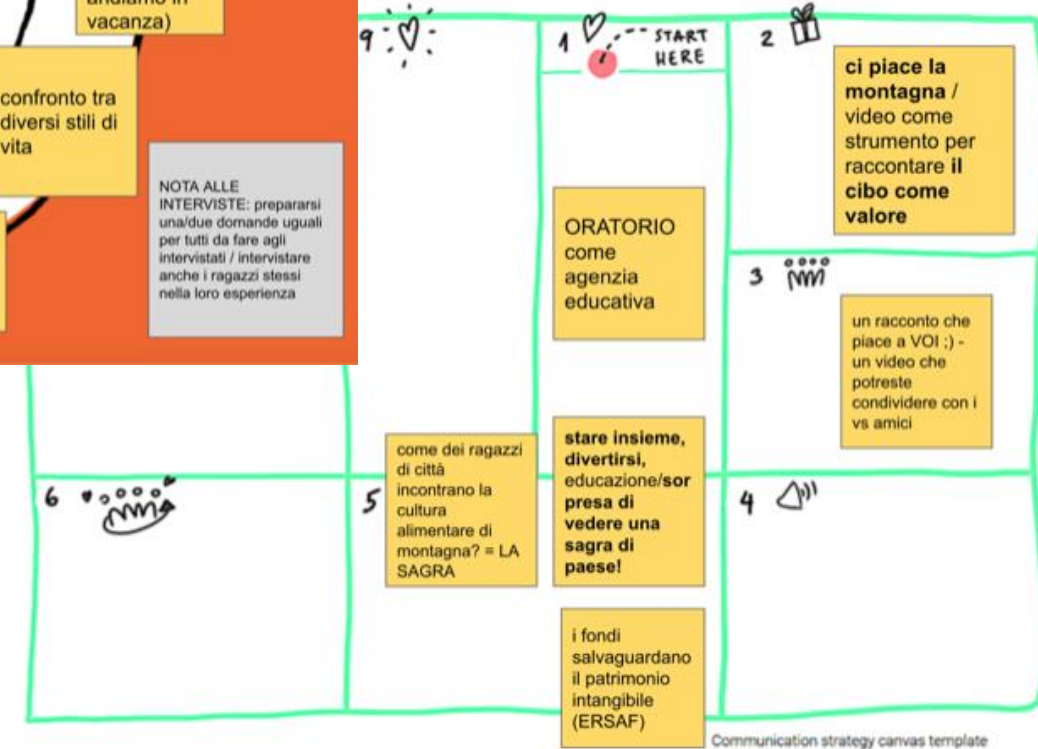 andiamo in
vacanza)
confronto tra
diversi stili di
vita
NOTA ALLE
INTERVISTE: prepararsi
una/due domande uguali
per tutti da fare agli
intervistati / intervistare
anche i ragazzi stessi
nella loro esperienza
9
1
START
HERE
ORATORIO
come
agenzia
educativa
stare insieme,
divertirsi,
educazione/sor
presa di
vedere una
sagra di
paese!
i fondi
salvaguardano
il patrimonio
intangibile
(ERSAF)
2
ci piace la
montagna /
video come
strumento per
raccontare il
cibo come
valore
3
un racconto che
piace a VOI ;) -
un video che
potreste
condividere con i
vs amici
4
5
come dei ragazzi
di città
incontrano la
cultura
alimentare di
montagna? = LA
SAGRA
6
Communication strategy canvas template